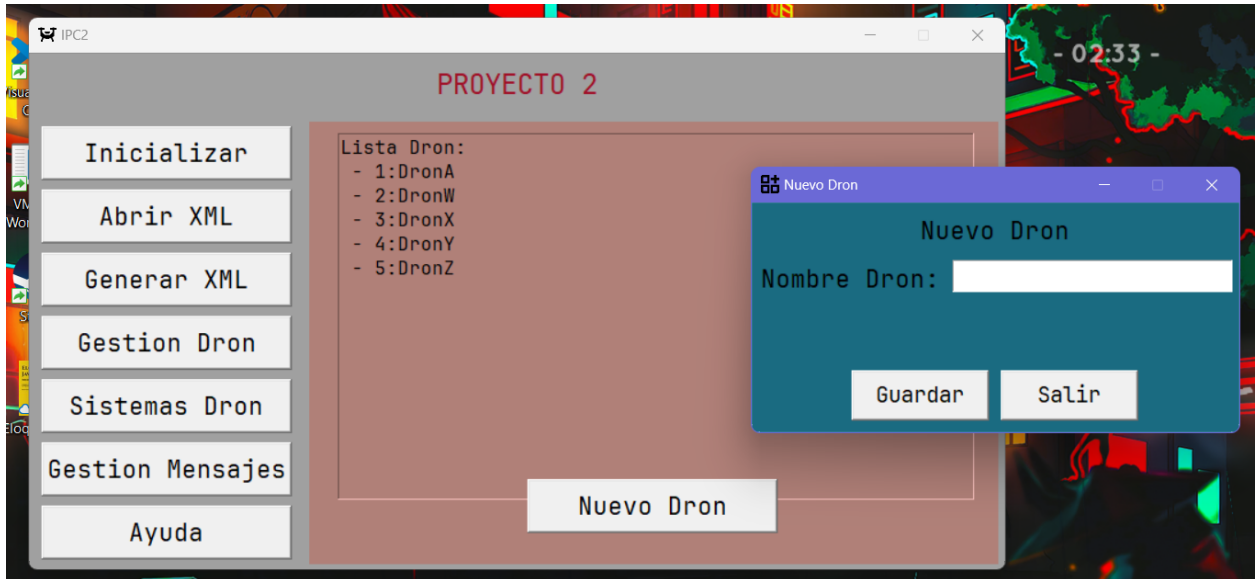 IPC2
PROYECTO 2
- 02:33 -
Inicializar
Abrir XML
Generar XML
Gestion Dron
Sistemas Dron
Gestion Mensajes
Ayuda
Lista Dron:
- 1:DronA
- 2:DronW
- 3:DronX
- 4:DronY
- 5:DronZ
Nuevo Dron
Nuevo Dron
Nuevo Dron
Nombre Dron:
Guardar
Salir